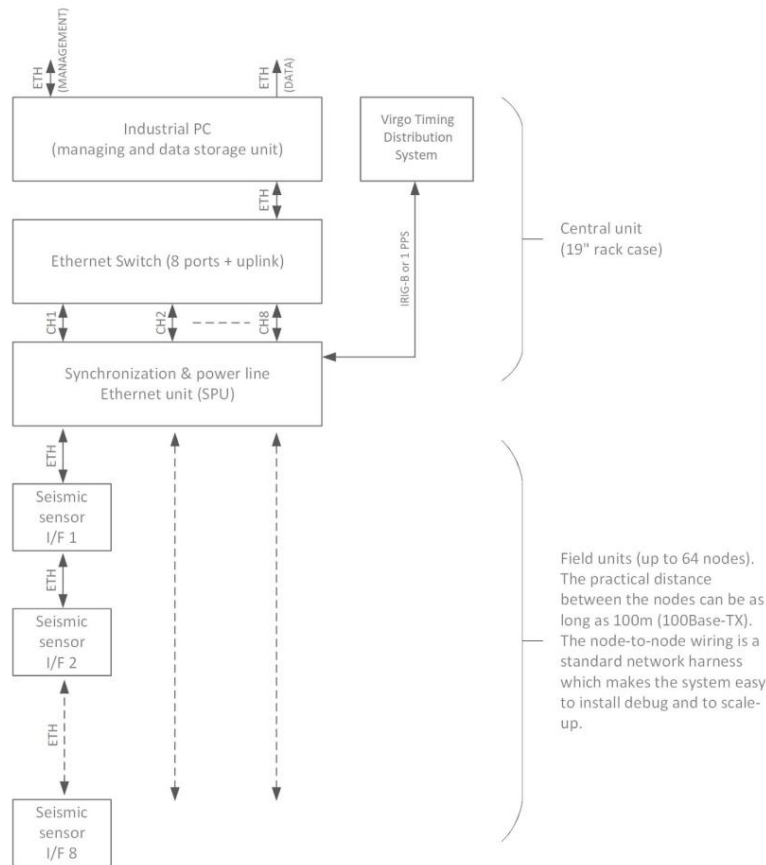 ETH
(MANAGEMENT)
ETH
(DATA)
Industrial PC
(managing and data storage unit)
Virgo Timing
Distribution
System
ETH
Ethernet Switch (8 ports + uplink)
Central unit
(19" rack case)
IRIG-B or 1 PPS
CH1
CH2
CH8
Synchronization & power line
Ethernet unit (SPU)
ETH
Seismic
sensor
I/F 1
ETH
Seismic
sensor
I/F 2
ETH
Seismic
sensor
I/F 8
Field units (up to 64 nodes).
The practical distance
between the nodes can be as
long as 100m (100Base-TX).
The node-to-node wiring is a
standard network harness
which makes the system easy
to install debug and to scale-
up.